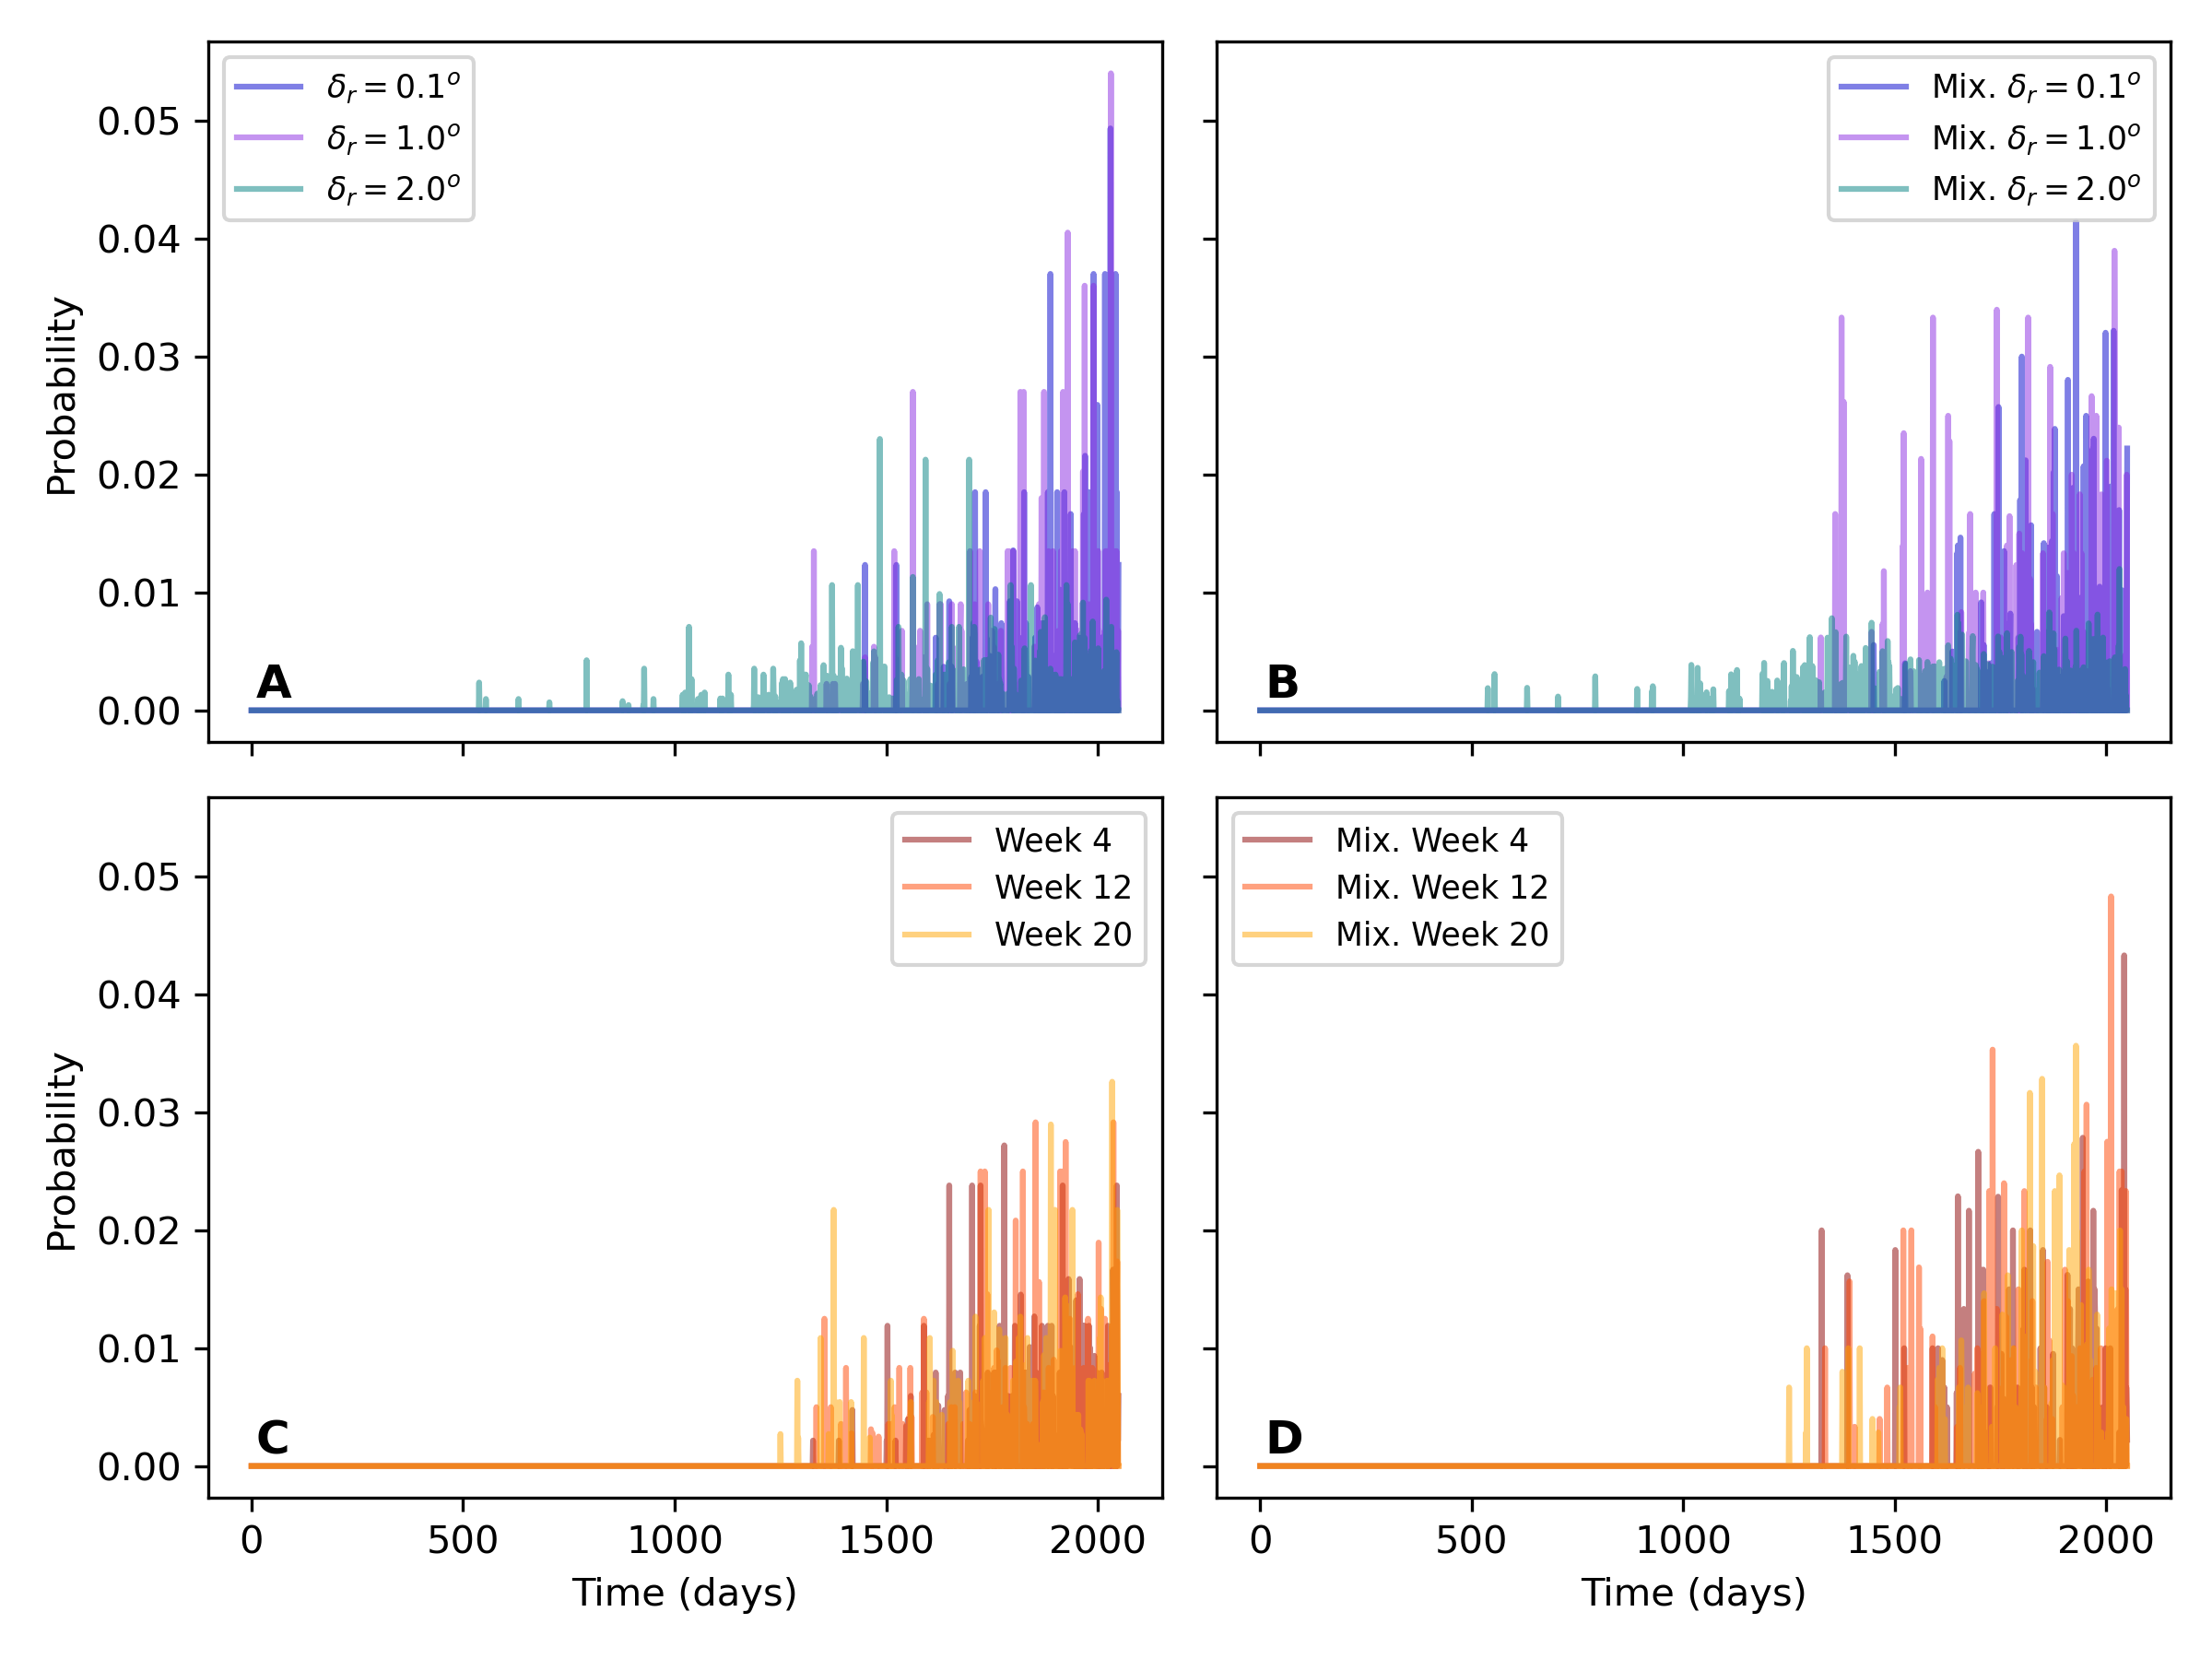 δr = 0.1°
δr = 1.0°
δr = 2.0°
Mix. δr = 0.1°
Mix. δr = 1.0°
Mix. δr = 2.0°
0.05
0.04
0.03
0.02
0.01
0.00
Probability
A
B
Week 4
Week 12
Week 20
Mix. Week 4
Mix. Week 12
Mix. Week 20
0.05
0.04
0.03
0.02
0.01
0.00
Probability
C
D
0 500 1000 1500 2000
0 500 1000 1500 2000
Time (days)
Time (days)